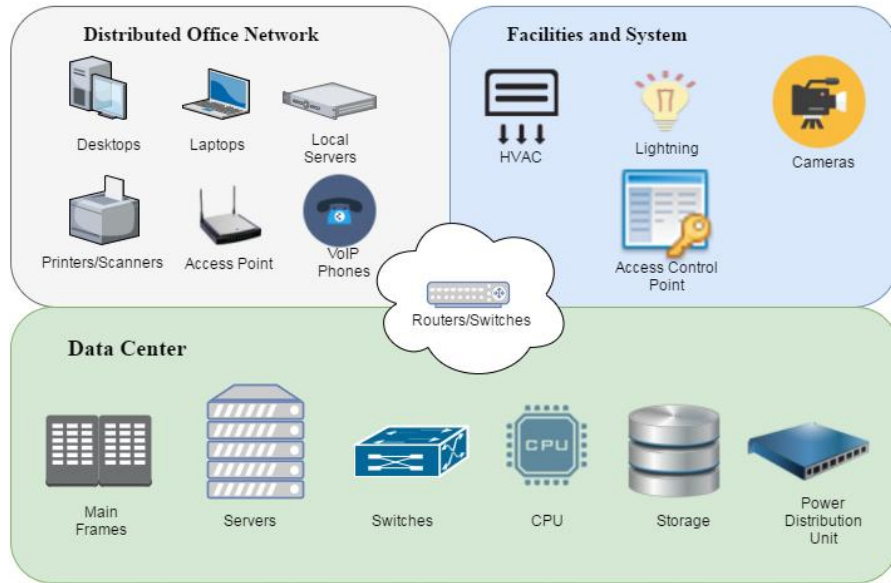 Distributed Office Network
Desktops
Laptops
Local
Servers
Printers/Scanners
Access Point
VoIP
Phones
Facilities and System
HVAC
Lightning
Cameras
Access Control
Point
Routers/Switches
Data Center
Main
Frames
Servers
Switches
CPU
CPU
Storage
Power
Distribution
Unit